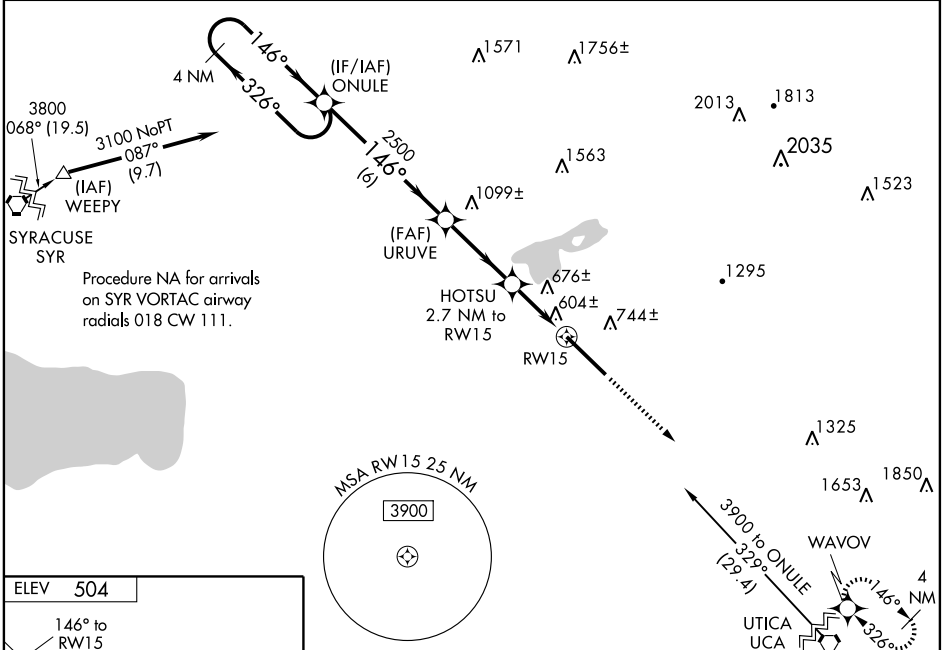 1571
1756±
146°
4 NM
326°
(IF/IAF)
ONULE
2013
1813
3800
068° (19.5)
3100 NoPT
087°
(9.7)
(IAF)
WEEPY
2500
146°
(6)
1563
2035
1099±
1523
SYRACUSE
SYR
(FAF)
URUVE
Procedure NA for arrivals
on SYR VORTAC airway
radials 018 CW 111.
HOTSU
2.7 NM to
RW15
676±
604±
744±
1295
RW15
1325
MSA RW15 25 NM
3900
1653
1850
3900 to ONULE
329°
(29.4)
WAVOV
4
NM
146°
326°
UTICA
UCA
ELEV 504
146° to
RW15